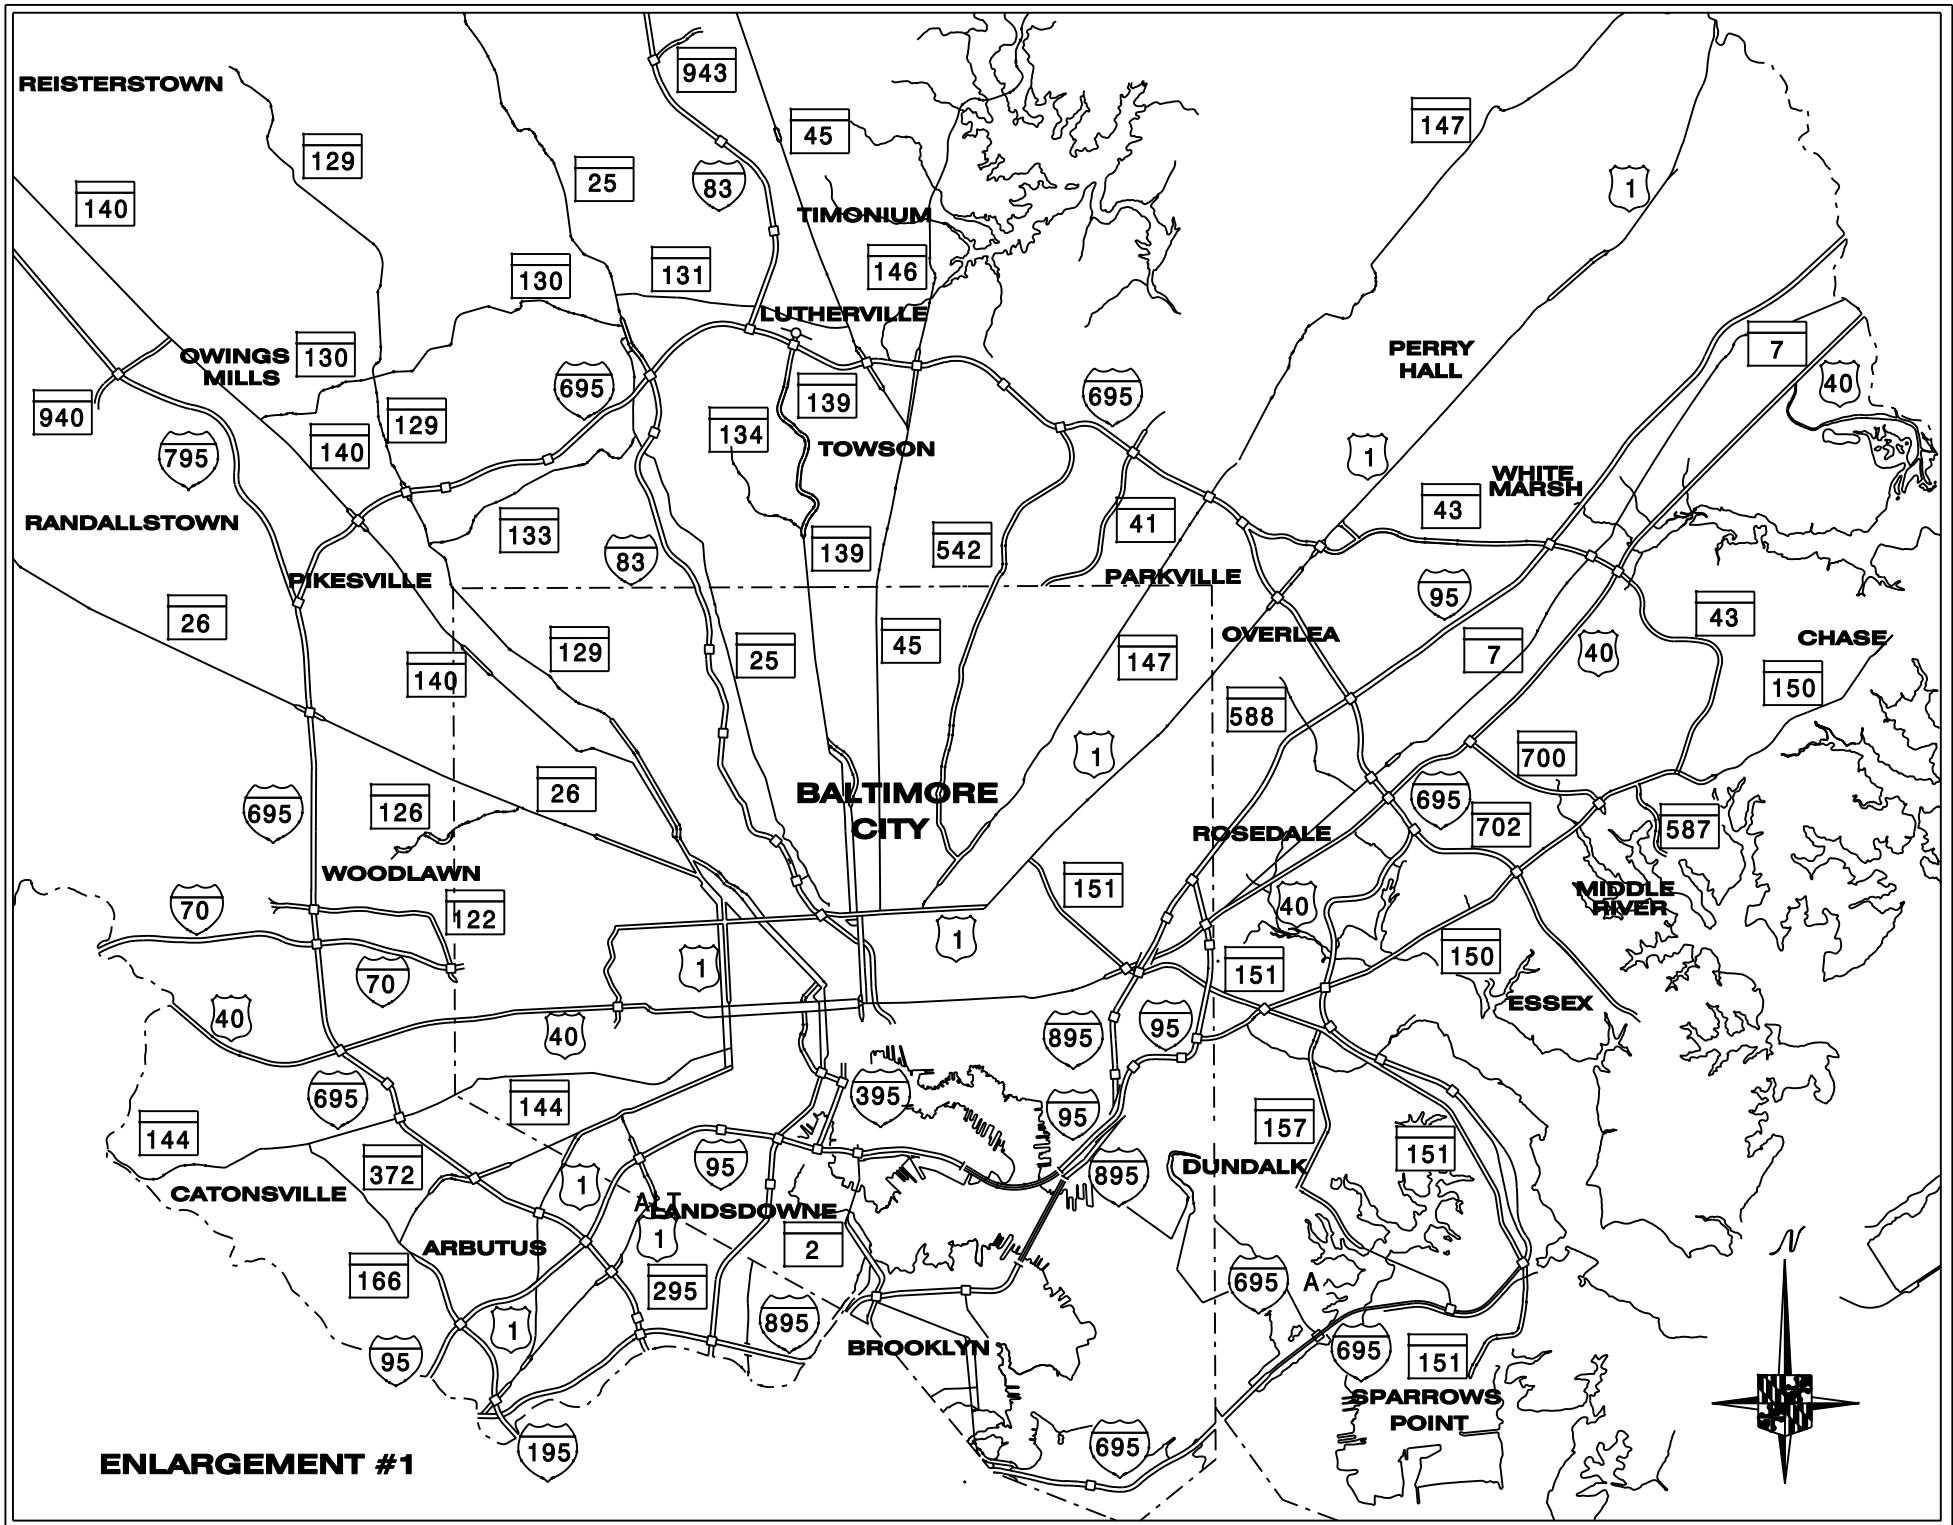 943
REISTERSTOWN
45
147
129
25
83
1
140
TIMONIUM
130
131
146
LUTHERVILLE
7
OWINGS
MILLS
130
PERRY
HALL
40
695
139
695
940
129
134
140
TOWSON
1
795
WHITE
MARSH
43
RANDALLSTOWN
133
139
542
41
83
PIKESVILLE
PARKVILLE
95
26
43
129
25
45
147
OVERLEA
7
40
CHASE
140
150
588
1
700
BALTIMORE
CITY
26
695
126
695
702
587
ROSEDALE
WOODLAWN
151
MIDDLE
RIVER
70
122
40
1
150
1
70
151
ESSEX
40
40
895
95
695
144
395
95
144
157
151
372
95
895
DUNDALK
CATONSVILLE
1
ALT
LANDSDOWNE
1
2
ARBUTUS
166
295
695
A
895
1
BROOKLYN
695
95
151
SPARROWS
POINT
N
195
695
ENLARGEMENT #1